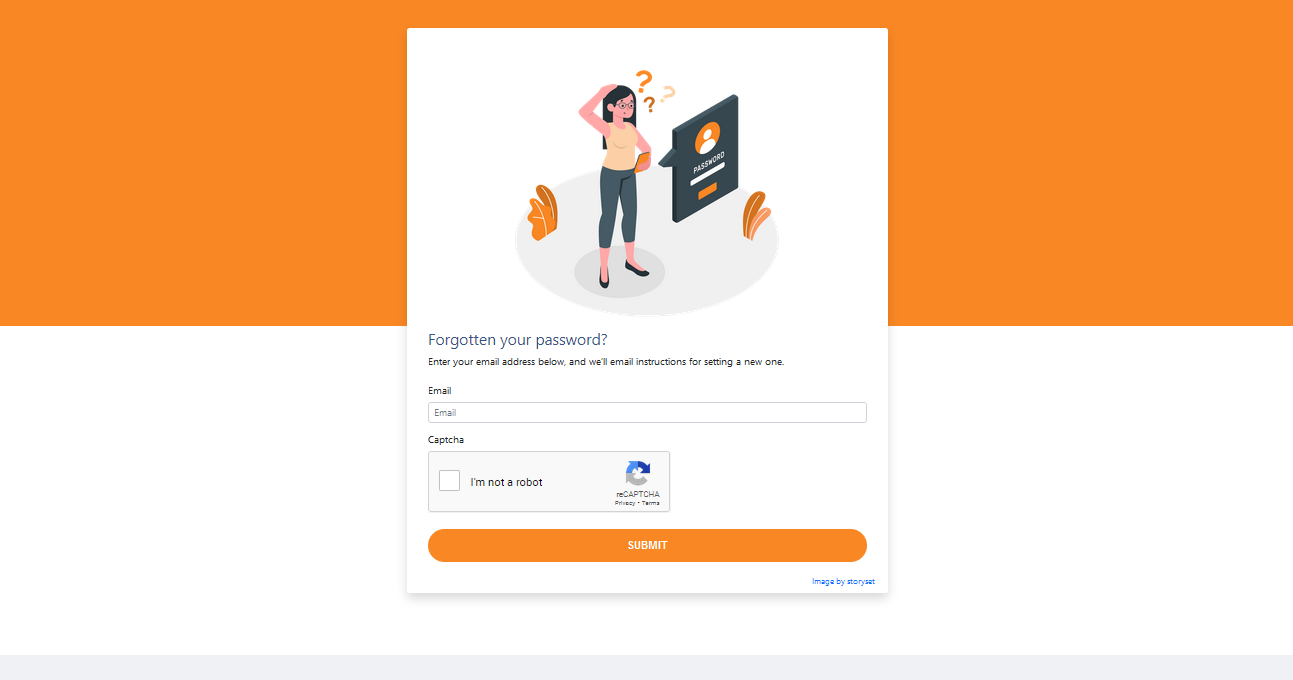 ? ? ?
PASSWORD
Forgotten your password?
Enter your email address below, and we'll email instructions for setting a new one.
Email
Email
Captcha
I'm not a robot
reCAPTCHA
Privacy - Terms
SUBMIT
Image by storyset